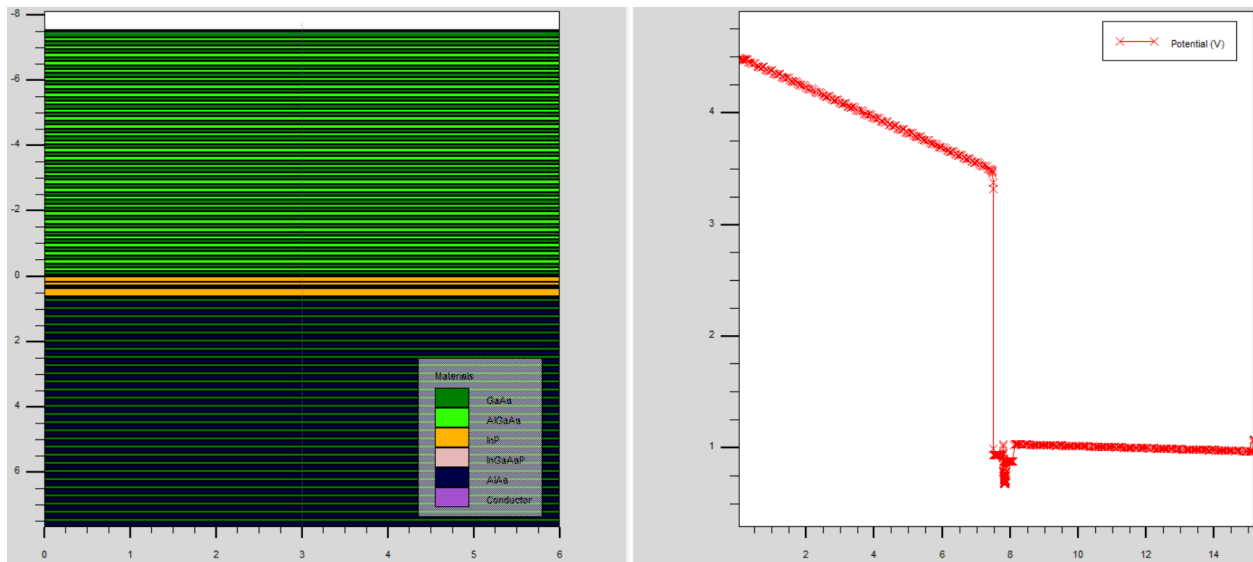 -8
-6
-4
-2
0
2
4
6
0 1 2 3 4 5 6
Materials
GaAs
AlGaAs
InP
InGaAsP
AlAs
Conductor
Potential (V)
4
3
2
1
2 4 6 8 10 12 14